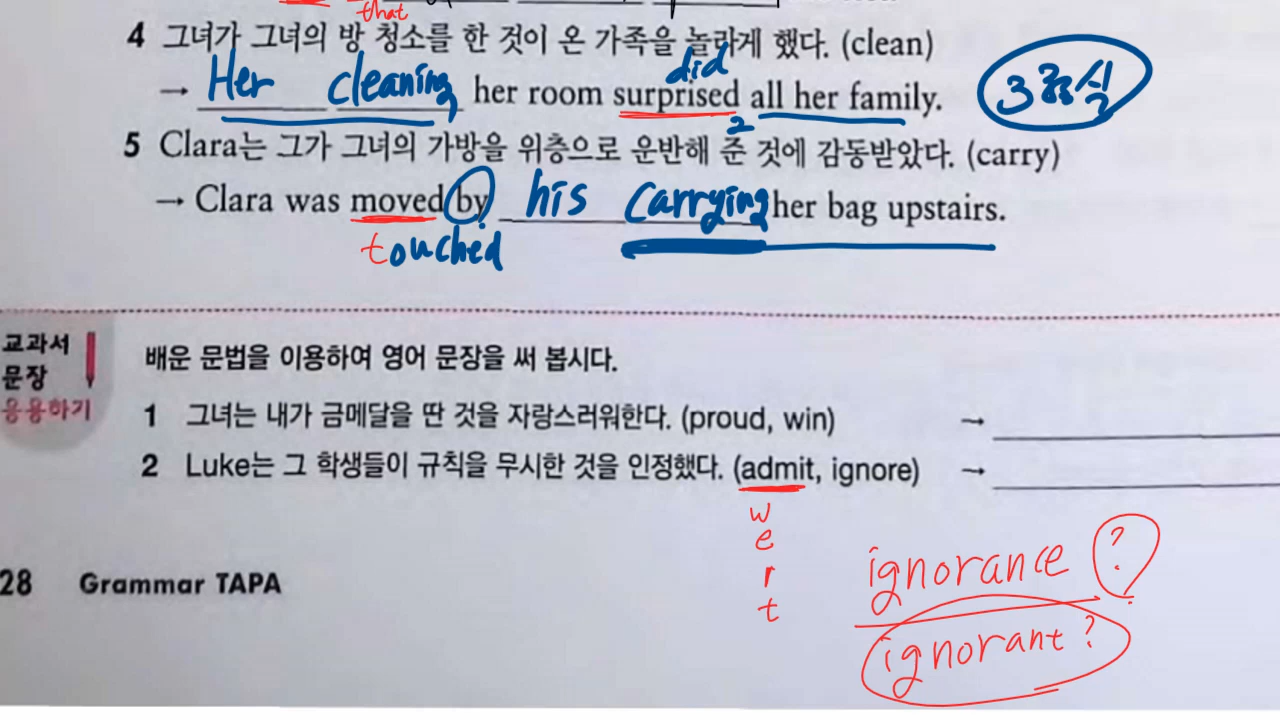 that
4 그녀가 그녀의 방 청소를 한 것이 온 가족을 놀라게 했다. (clean)
did
→ Her cleaning her room surprised all her family.
3형식
5 Clara는 그가 그녀의 가방을 위층으로 운반해 준 것에 감동받았다. (carry)
2
→ Clara was moved by his carrying her bag upstairs.
touched
교과서
문장
응용하기
배운 문법을 이용하여 영어 문장을 써 봅시다.
1 그녀는 내가 금메달을 딴 것을 자랑스러워한다. (proud, win) →
2 Luke는 그 학생들이 규칙을 무시한 것을 인정했다. (admit, ignore) →
w
e
r
t
ignorance ?
ignorant ?
28 Grammar TAPA